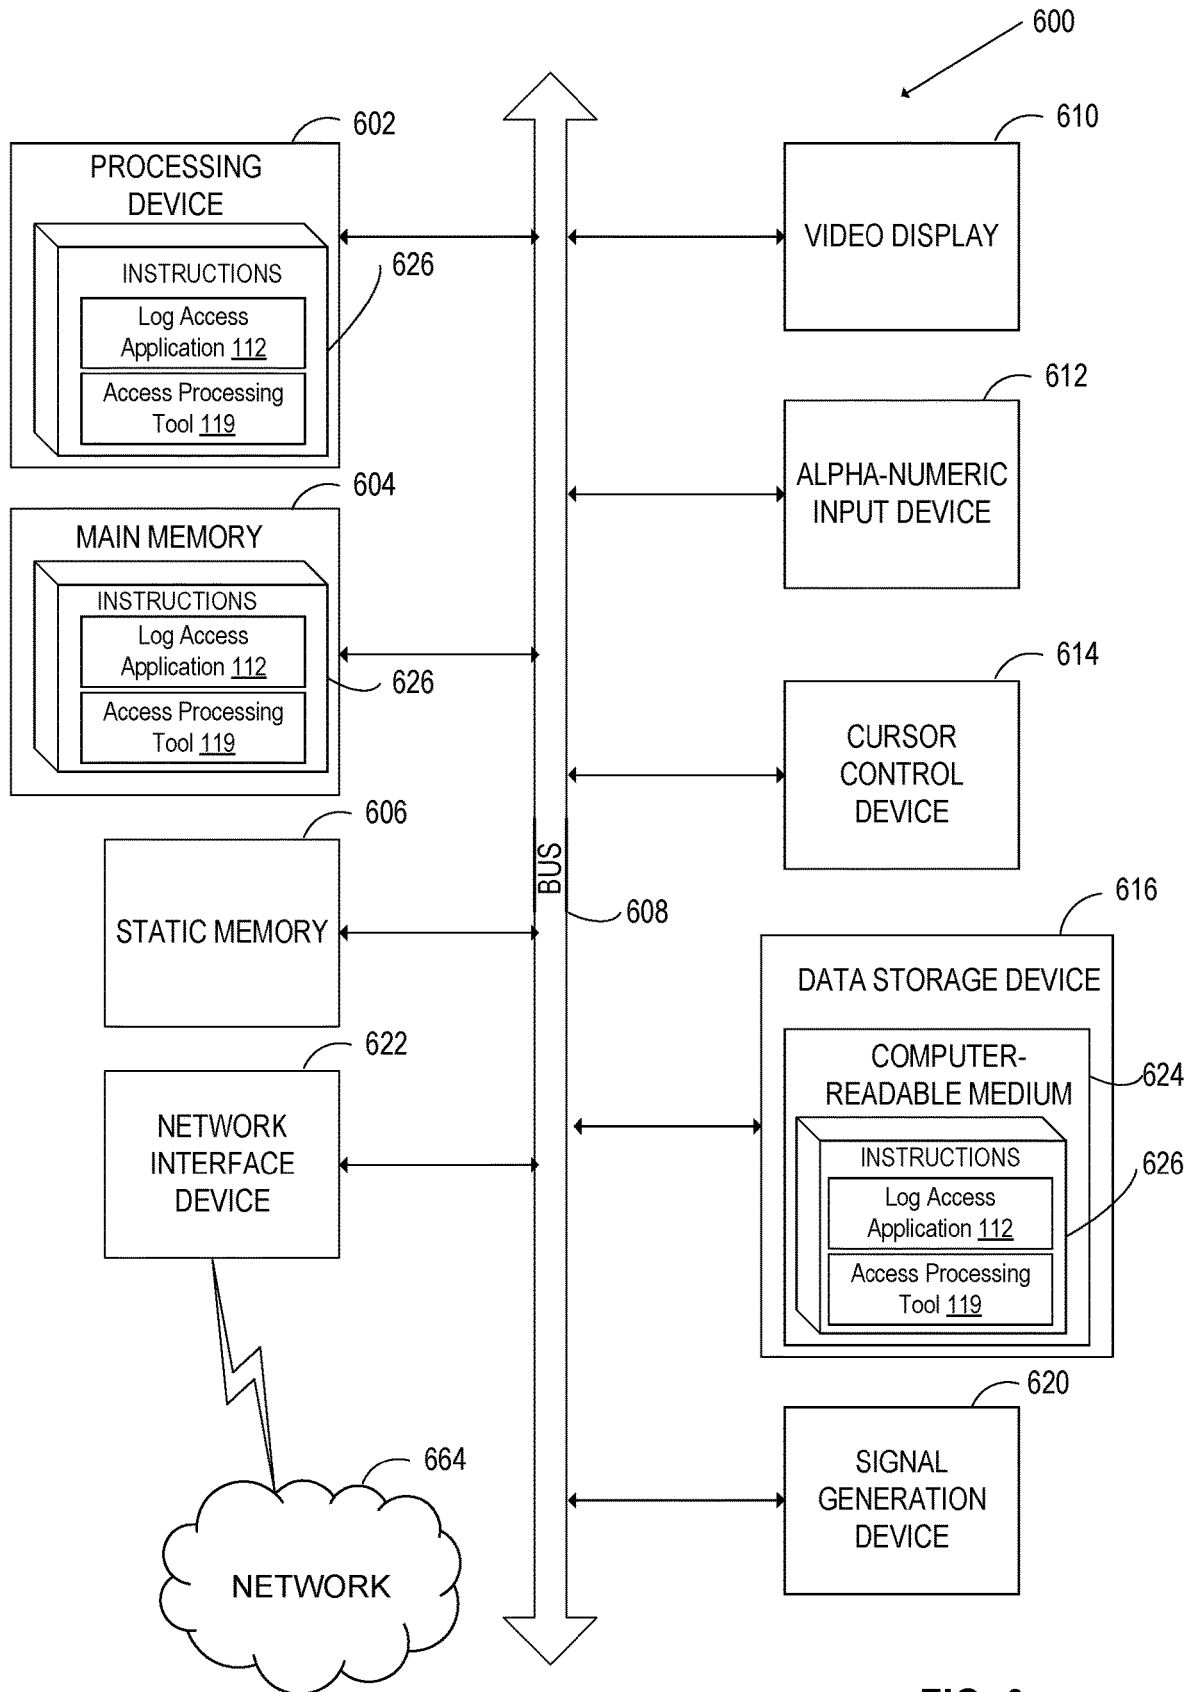 600
602
PROCESSING
DEVICE
INSTRUCTIONS
626
Log Access
Application 112
Access Processing
Tool 119
604
MAIN MEMORY
INSTRUCTIONS
Log Access
Application 112
626
Access Processing
Tool 119
606
STATIC MEMORY
622
NETWORK
INTERFACE
DEVICE
664
NETWORK
BUS
608
610
VIDEO DISPLAY
612
ALPHA-NUMERIC
INPUT DEVICE
614
CURSOR
CONTROL
DEVICE
616
DATA STORAGE DEVICE
COMPUTER-
READABLE MEDIUM
624
INSTRUCTIONS
626
Log Access
Application 112
Access Processing
Tool 119
620
SIGNAL
GENERATION
DEVICE